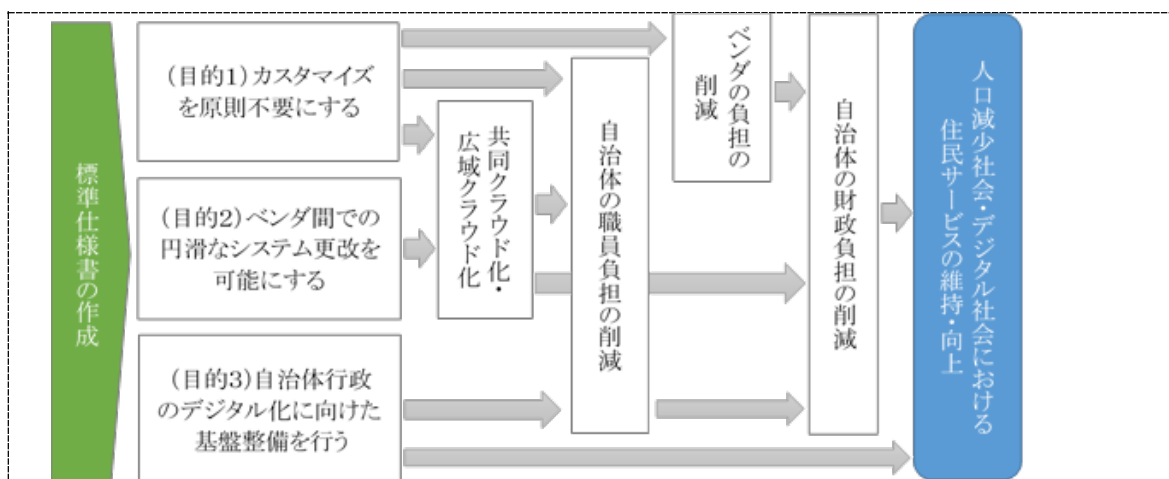 標準仕様書の作成
(目的1)カスタマイズ
を原則不要にする
(目的2)ベンダ間での
円滑なシステム更改を
可能にする
(目的3)自治体行政
のデジタル化に向けた
基盤整備を行う
共同クラウド化・
広域クラウド化
自治体の職員負担の削減
ベンダの負担の
削減
自治体の財政負担の削減
人口減少社会・デジタル社会における
住民サービスの維持・向上